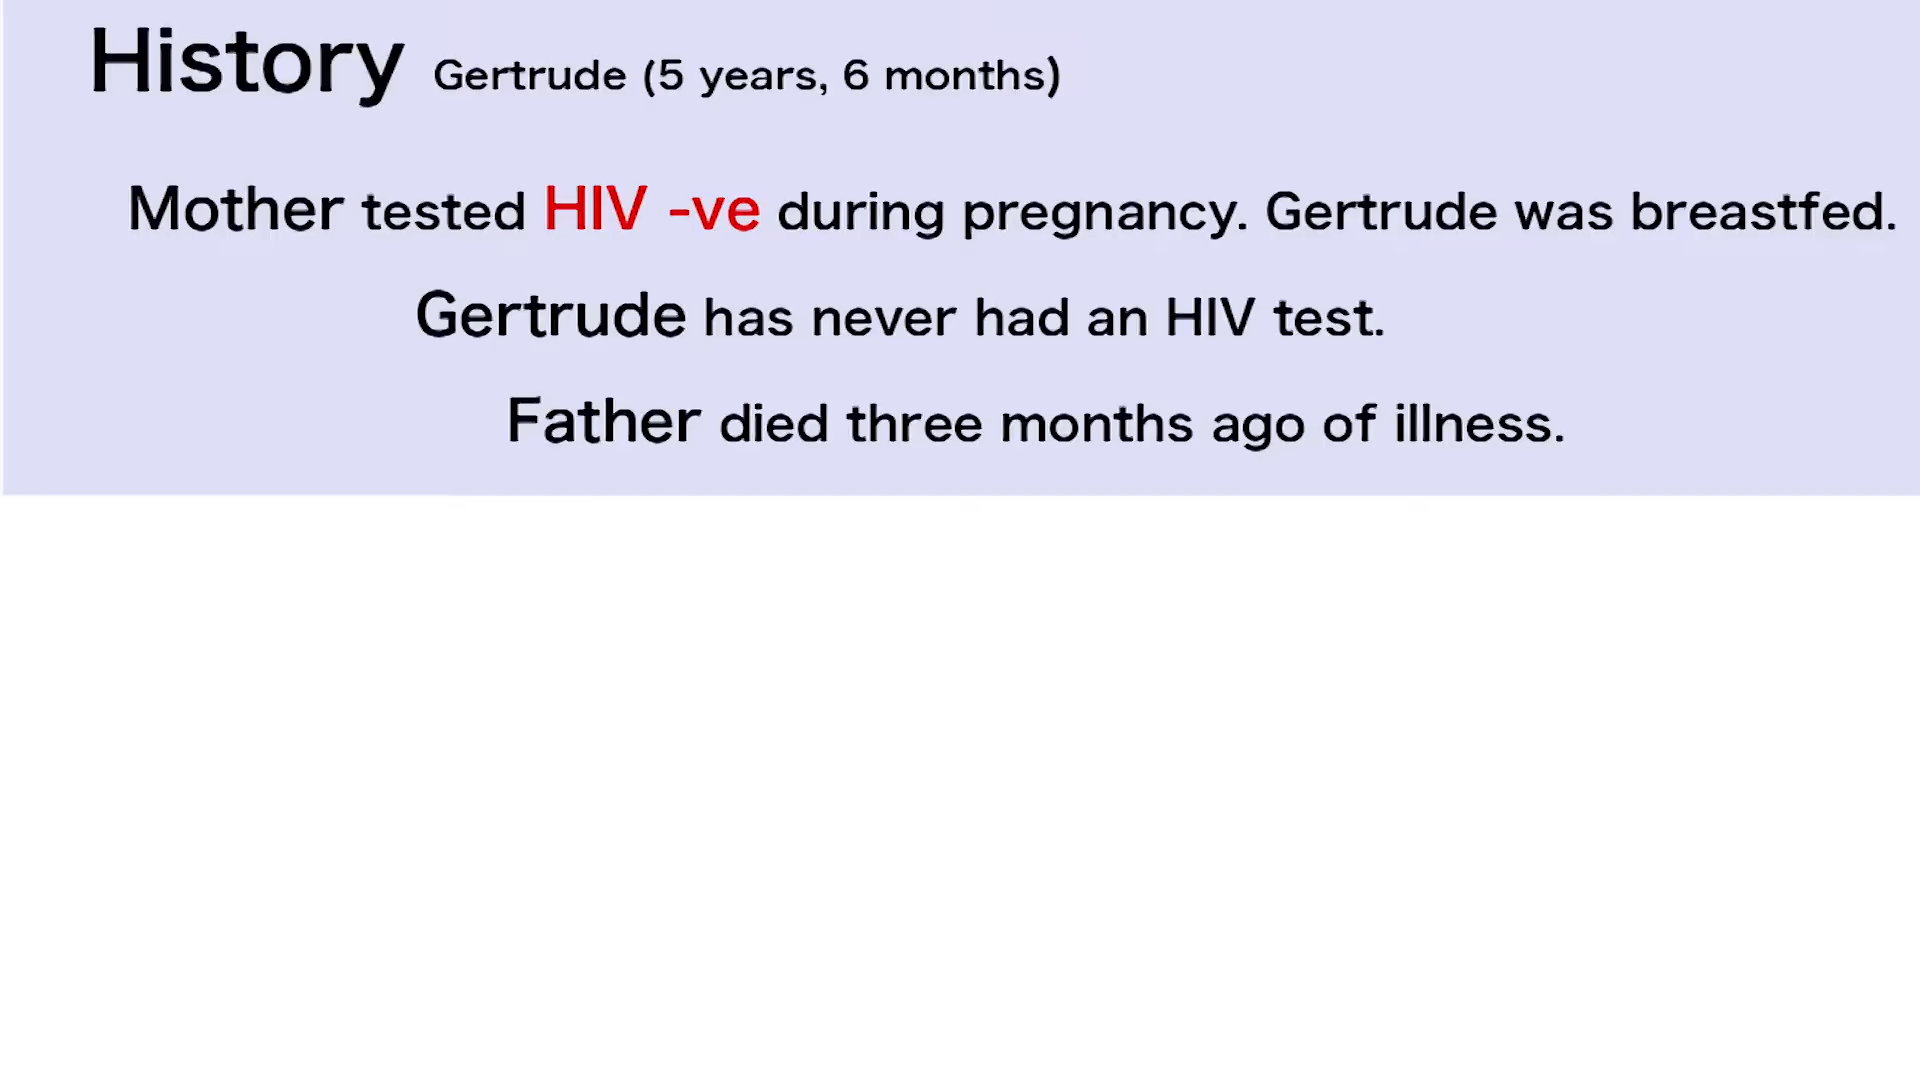 History Gertrude (5 years, 6 months)
Mother tested HIV -ve during pregnancy. Gertrude was breastfed.
Gertrude has never had an HIV test.
Father died three months ago of illness.